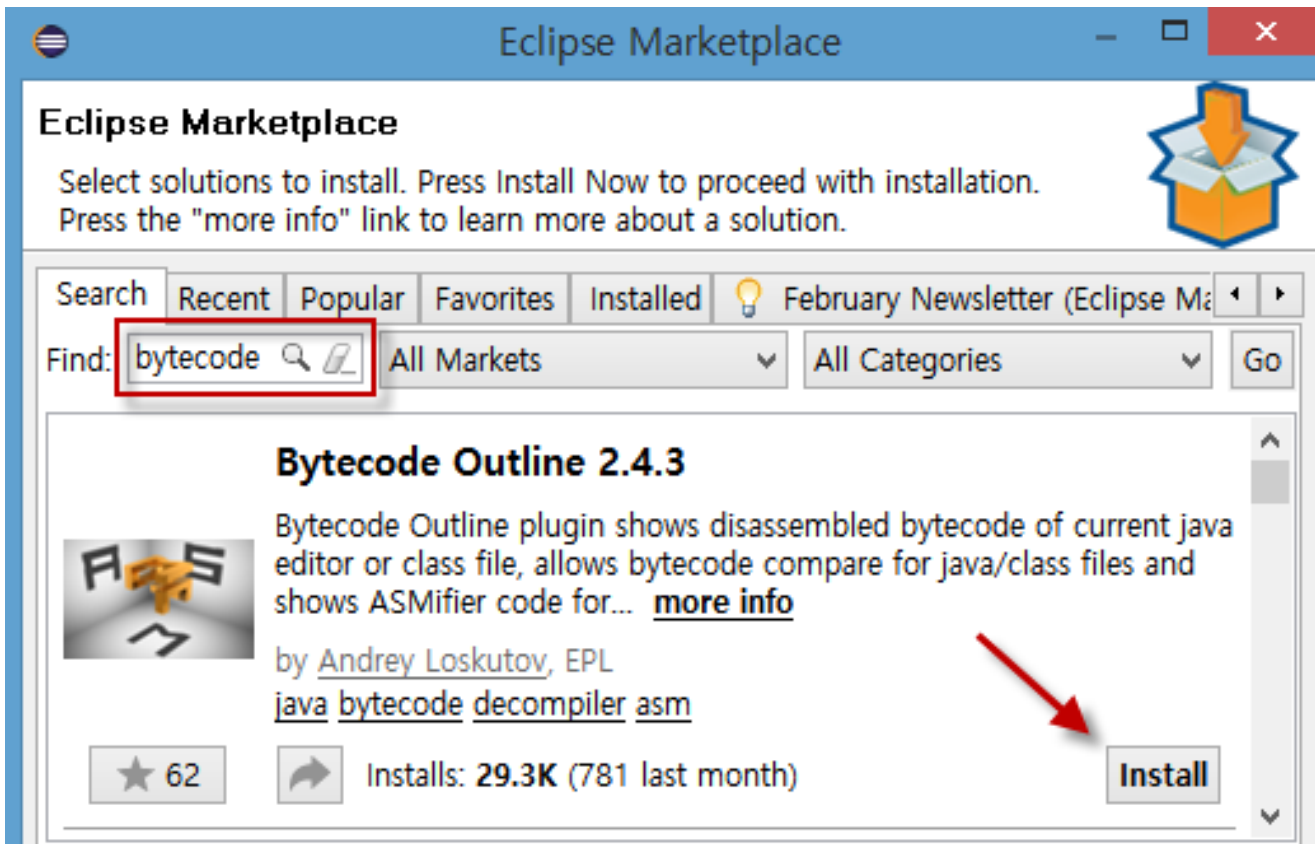 Eclipse Marketplace
Eclipse Marketplace
Select solutions to install. Press Install Now to proceed with installation.
Press the "more info" link to learn more about a solution.
Search Recent Popular Favorites Installed February Newsletter (Eclipse Ma
Find: bytecode All Markets All Categories Go
Bytecode Outline 2.4.3
Bytecode Outline plugin shows disassembled bytecode of current java
editor or class file, allows bytecode compare for java/class files and
shows ASMifier code for... more info
by Andrey Loskutov, EPL
java bytecode decompiler asm
62 Installs: 29.3K (781 last month) Install